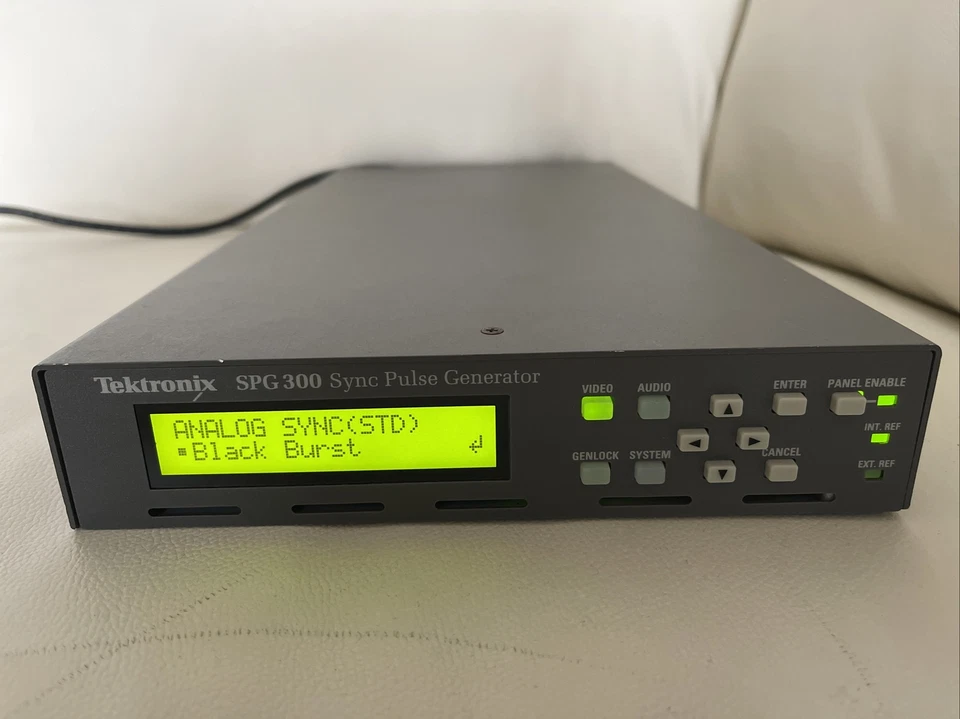 Tektronix SPG 300 Sync Pulse Generator
ANALOG SYNC(STD)
Black Burst
VIDEO AUDIO ENTER PANEL ENABLE
INT. REF
GENLOCK SYSTEM CANCEL EXT. REF